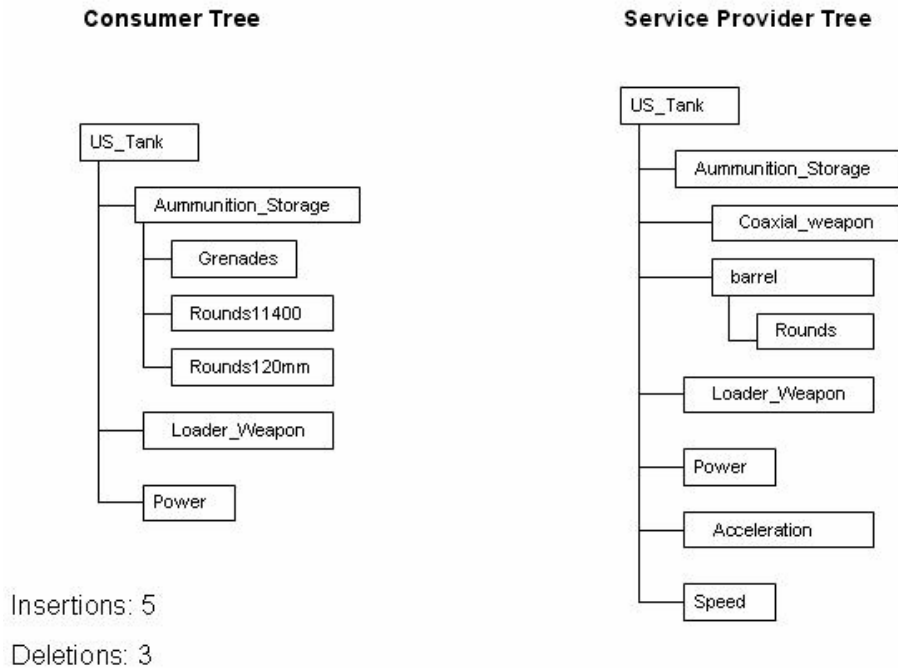 Consumer Tree
US_Tank
Aummunition_Storage
Grenades
Rounds11400
Rounds120mm
Loader_Weapon
Power
Insertions: 5
Deletions: 3
Service Provider Tree
US_Tank
Aummunition_Storage
Coaxial_weapon
barrel
Rounds
Loader_Weapon
Power
Acceleration
Speed